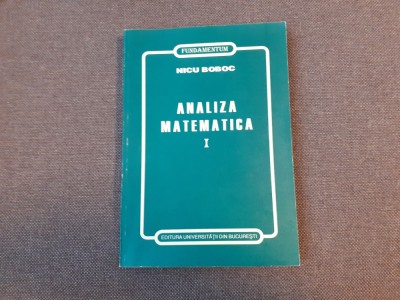 FUNDAMENTUM
NICU BOBOC
ANALIZA
MATEMATICA
I
EDITURA UNIVERSITĂŢII DIN BUCUREŞTI